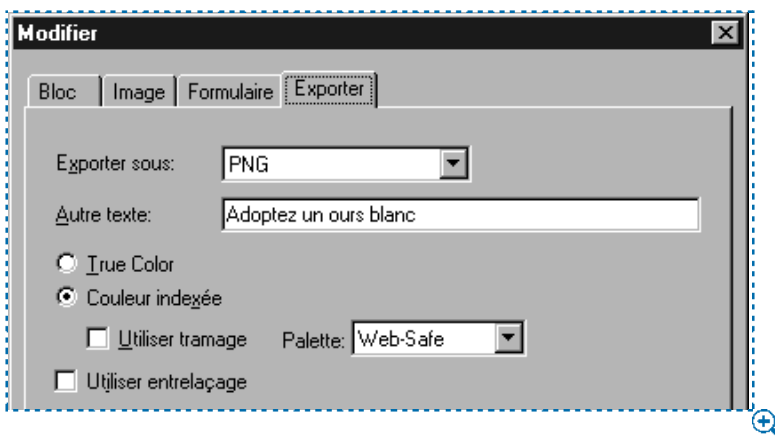 Modifier
Bloc Image Formulaire Exporter
Exporter sous: PNG
Autre texte: Adoptez un ours blanc
True Color
Couleur indexée
Utiliser tramage Palette: Web-Safe
Utiliser entrelaçage